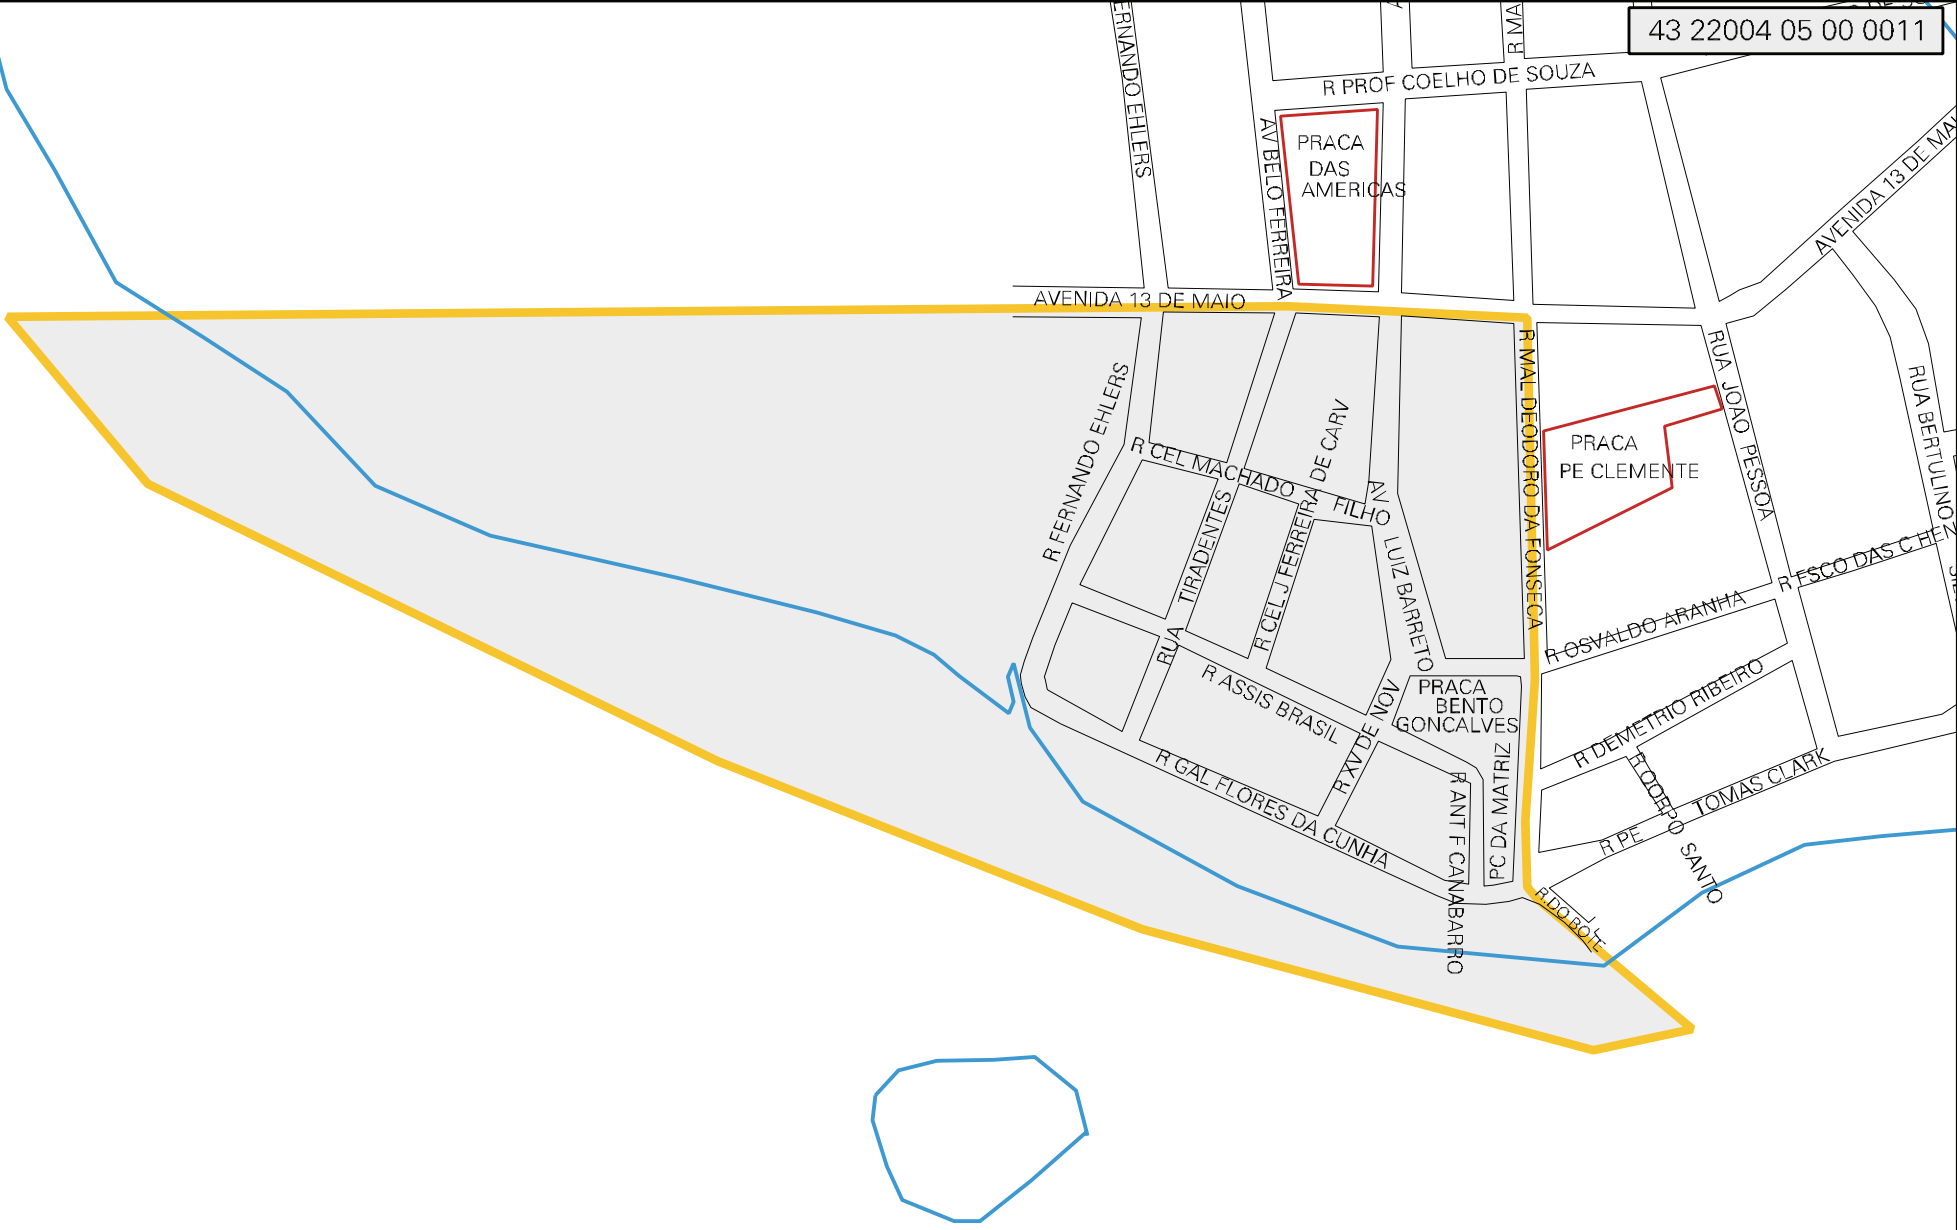 43 22004 05 00 0011
ERNANDO EHLERS
R MA
R PROF COELHO DE SOUZA
AV BELO FERREIRA
PRACA
DAS
AMERICAS
AVENIDA 13 DE MAI
AVENIDA 13 DE MAIO
R MAL DEODORO DA FONSECA
RUA JOAO PESSOA
RUA BERTULINO
PRACA
PE CLEMENTE
R FERNANDO EHLERS
R CEL MACHADO FILHO
R CEL J FERREIRA DE CARV
RUA TIRADENTES
AV LUIZ BARRETO
R FSCO DAS C HEN
R OSVALDO ARANHA
R ASSIS BRASIL
PRACA
BENTO
GONCALVES
R XV DE NOV
R DEMETRIO RIBEIRO
R GAL FLORES DA CUNHA
R ANT F CANABARRO
PC DA MATRIZ
R QORPO SANTO
R PE TOMAS CLARK
R.DO BOTE